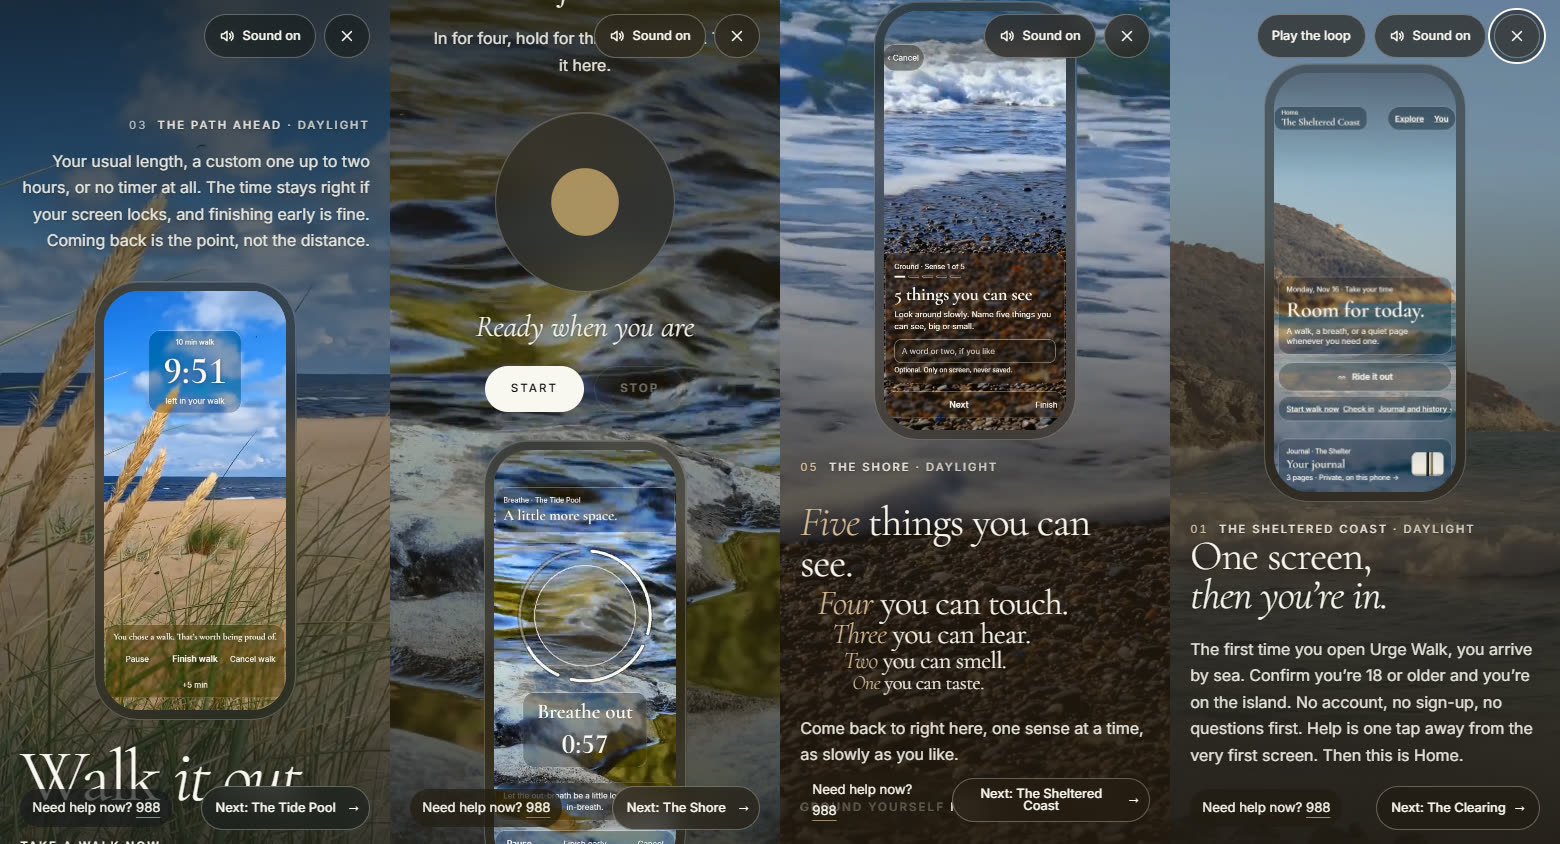 Sound on
03 THE PATH AHEAD · DAYLIGHT
Your usual length, a custom one up to two
hours, or no timer at all. The time stays right if
your screen locks, and finishing early is fine.
Coming back is the point, not the distance.
10 min walk
9:51
left in your walk
You chose a walk. That's worth being proud of.
Pause
Finish walk
Cancel walk
+5 min
Walk it out
Need help now? 988
Next: The Tide Pool →
TAKE A WALK NOW
In for four, hold for
Sound on
it here.
Ready when you are
START
STOP
Breathe · The Tide Pool
A little more space.
Breathe out
0:57
in-breath.
Need help now? 988
Next: The Shore →
Pause
Finish early
Sound on
‹ Cancel
Ground · Sense 1 of 5
5 things you can see
Look around slowly. Name five things you
can see, big or small.
A word or two, if you like
Optional. Only on screen, never saved.
Next
Finish
05 THE SHORE · DAYLIGHT
Five things you can
see.
Four you can touch.
Three you can hear.
Two you can smell.
One you can taste.
Come back to right here, one sense at a time,
as slowly as you like.
Need help now?
988
GROUND YOURSELF
Next: The Sheltered
Coast →
Play the loop
Sound on
Home
The Sheltered Coast
Explore
You
Monday, Nov 16 · Take your time
Room for today.
A walk, a breath, or a quiet page
whenever you need one.
Ride it out
Start walk now
Check in
Journal and history
Journal · The Shelter
Your journal
3 pages · Private, on this phone →
01 THE SHELTERED COAST · DAYLIGHT
One screen,
then you’re in.
The first time you open Urge Walk, you arrive
by sea. Confirm you’re 18 or older and you’re
on the island. No account, no sign-up, no
questions first. Help is one tap away from the
very first screen. Then this is Home.
Need help now? 988
Next: The Clearing →